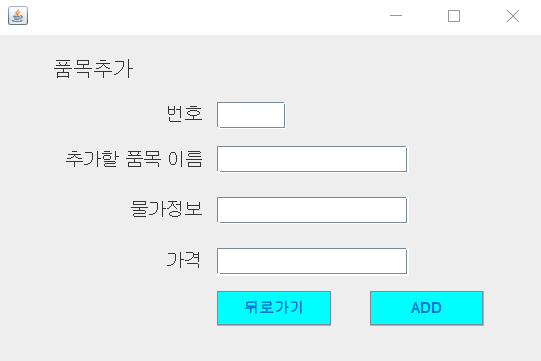 품목추가
번호
추가할 품목 이름
물가정보
가격
뒤로가기 ADD